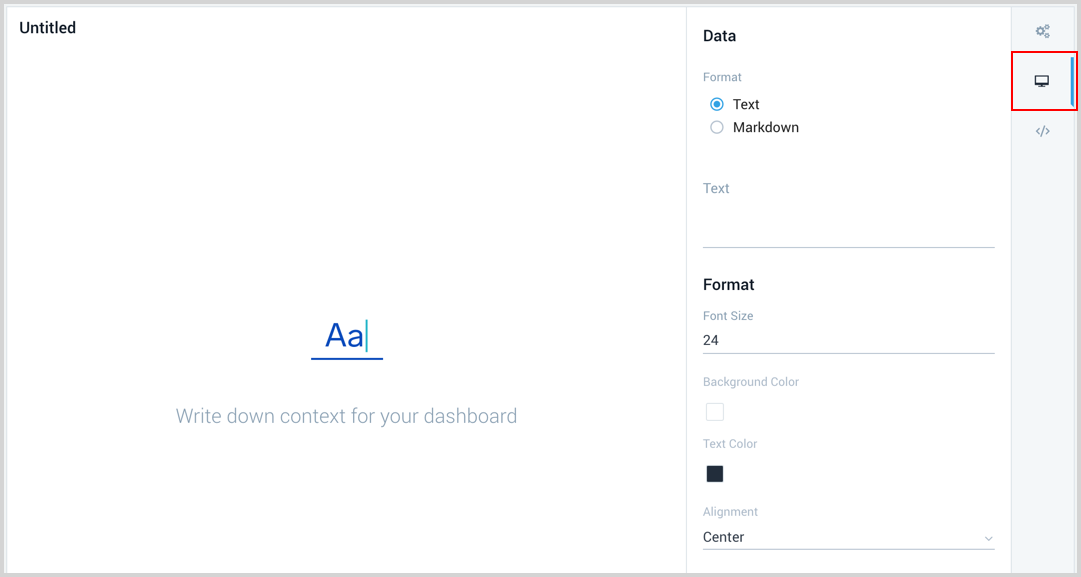 Untitled
Aa
Write down context for your dashboard
Data
Format
Text
Markdown
Text
Format
Font Size
24
Background Color
Text Color
Alignment
Center
</>